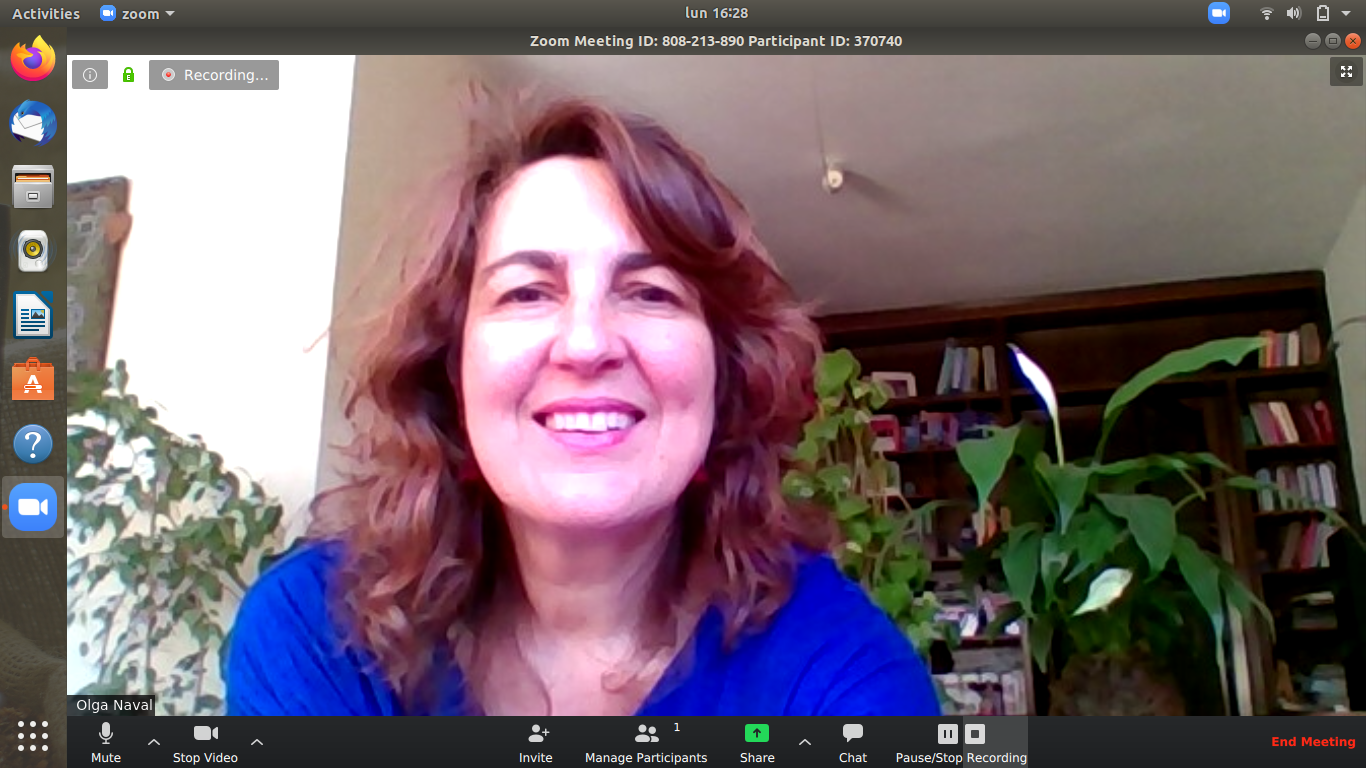 Activities zoom lun 16:28
Zoom Meeting ID: 808-213-890 Participant ID: 370740
Recording...
Olga Naval
1
Mute Stop Video Invite Manage Participants Share Chat Pause/Stop Recording End Meeting